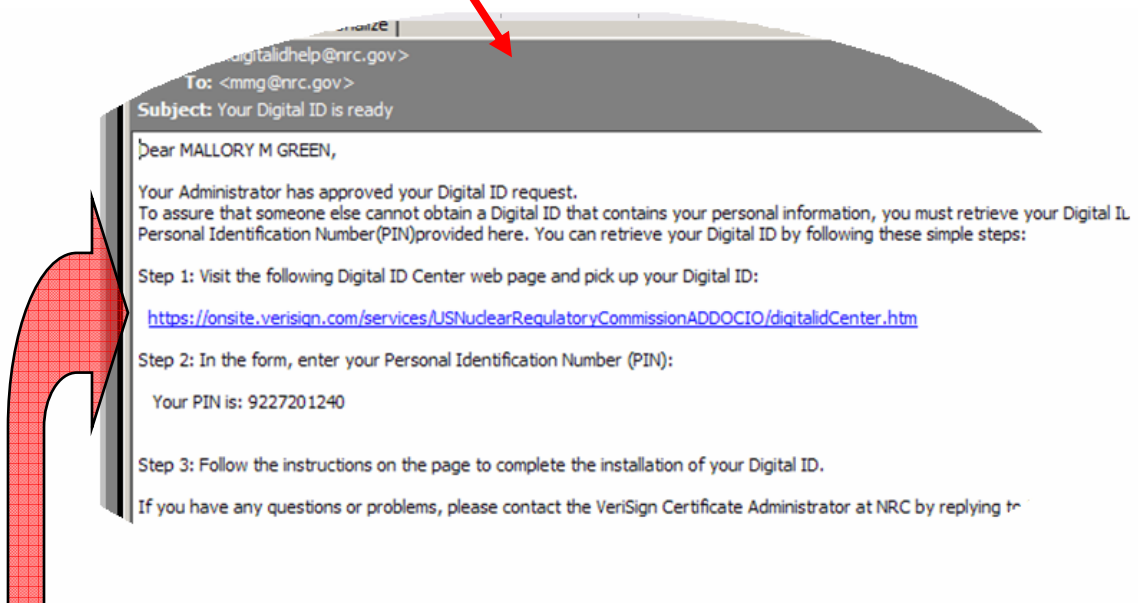 digitalidhelp@nrc.gov>
To: <mmg@nrc.gov>
Subject: Your Digital ID is ready
Dear MALLORY M GREEN,
Your Administrator has approved your Digital ID request.
To assure that someone else cannot obtain a Digital ID that contains your personal information, you must retrieve your Digital
Personal Identification Number(PIN)provided here. You can retrieve your Digital ID by following these simple steps:
Step 1: Visit the following Digital ID Center web page and pick up your Digital ID:
https://onsite.verisign.com/services/USNuclearRegulatoryCommissionADDOCIO/digitalidCenter.htm
Step 2: In the form, enter your Personal Identification Number (PIN):
Your PIN is: 9227201240
Step 3: Follow the instructions on the page to complete the installation of your Digital ID.
If you have any questions or problems, please contact the VeriSign Certificate Administrator at NRC by replying